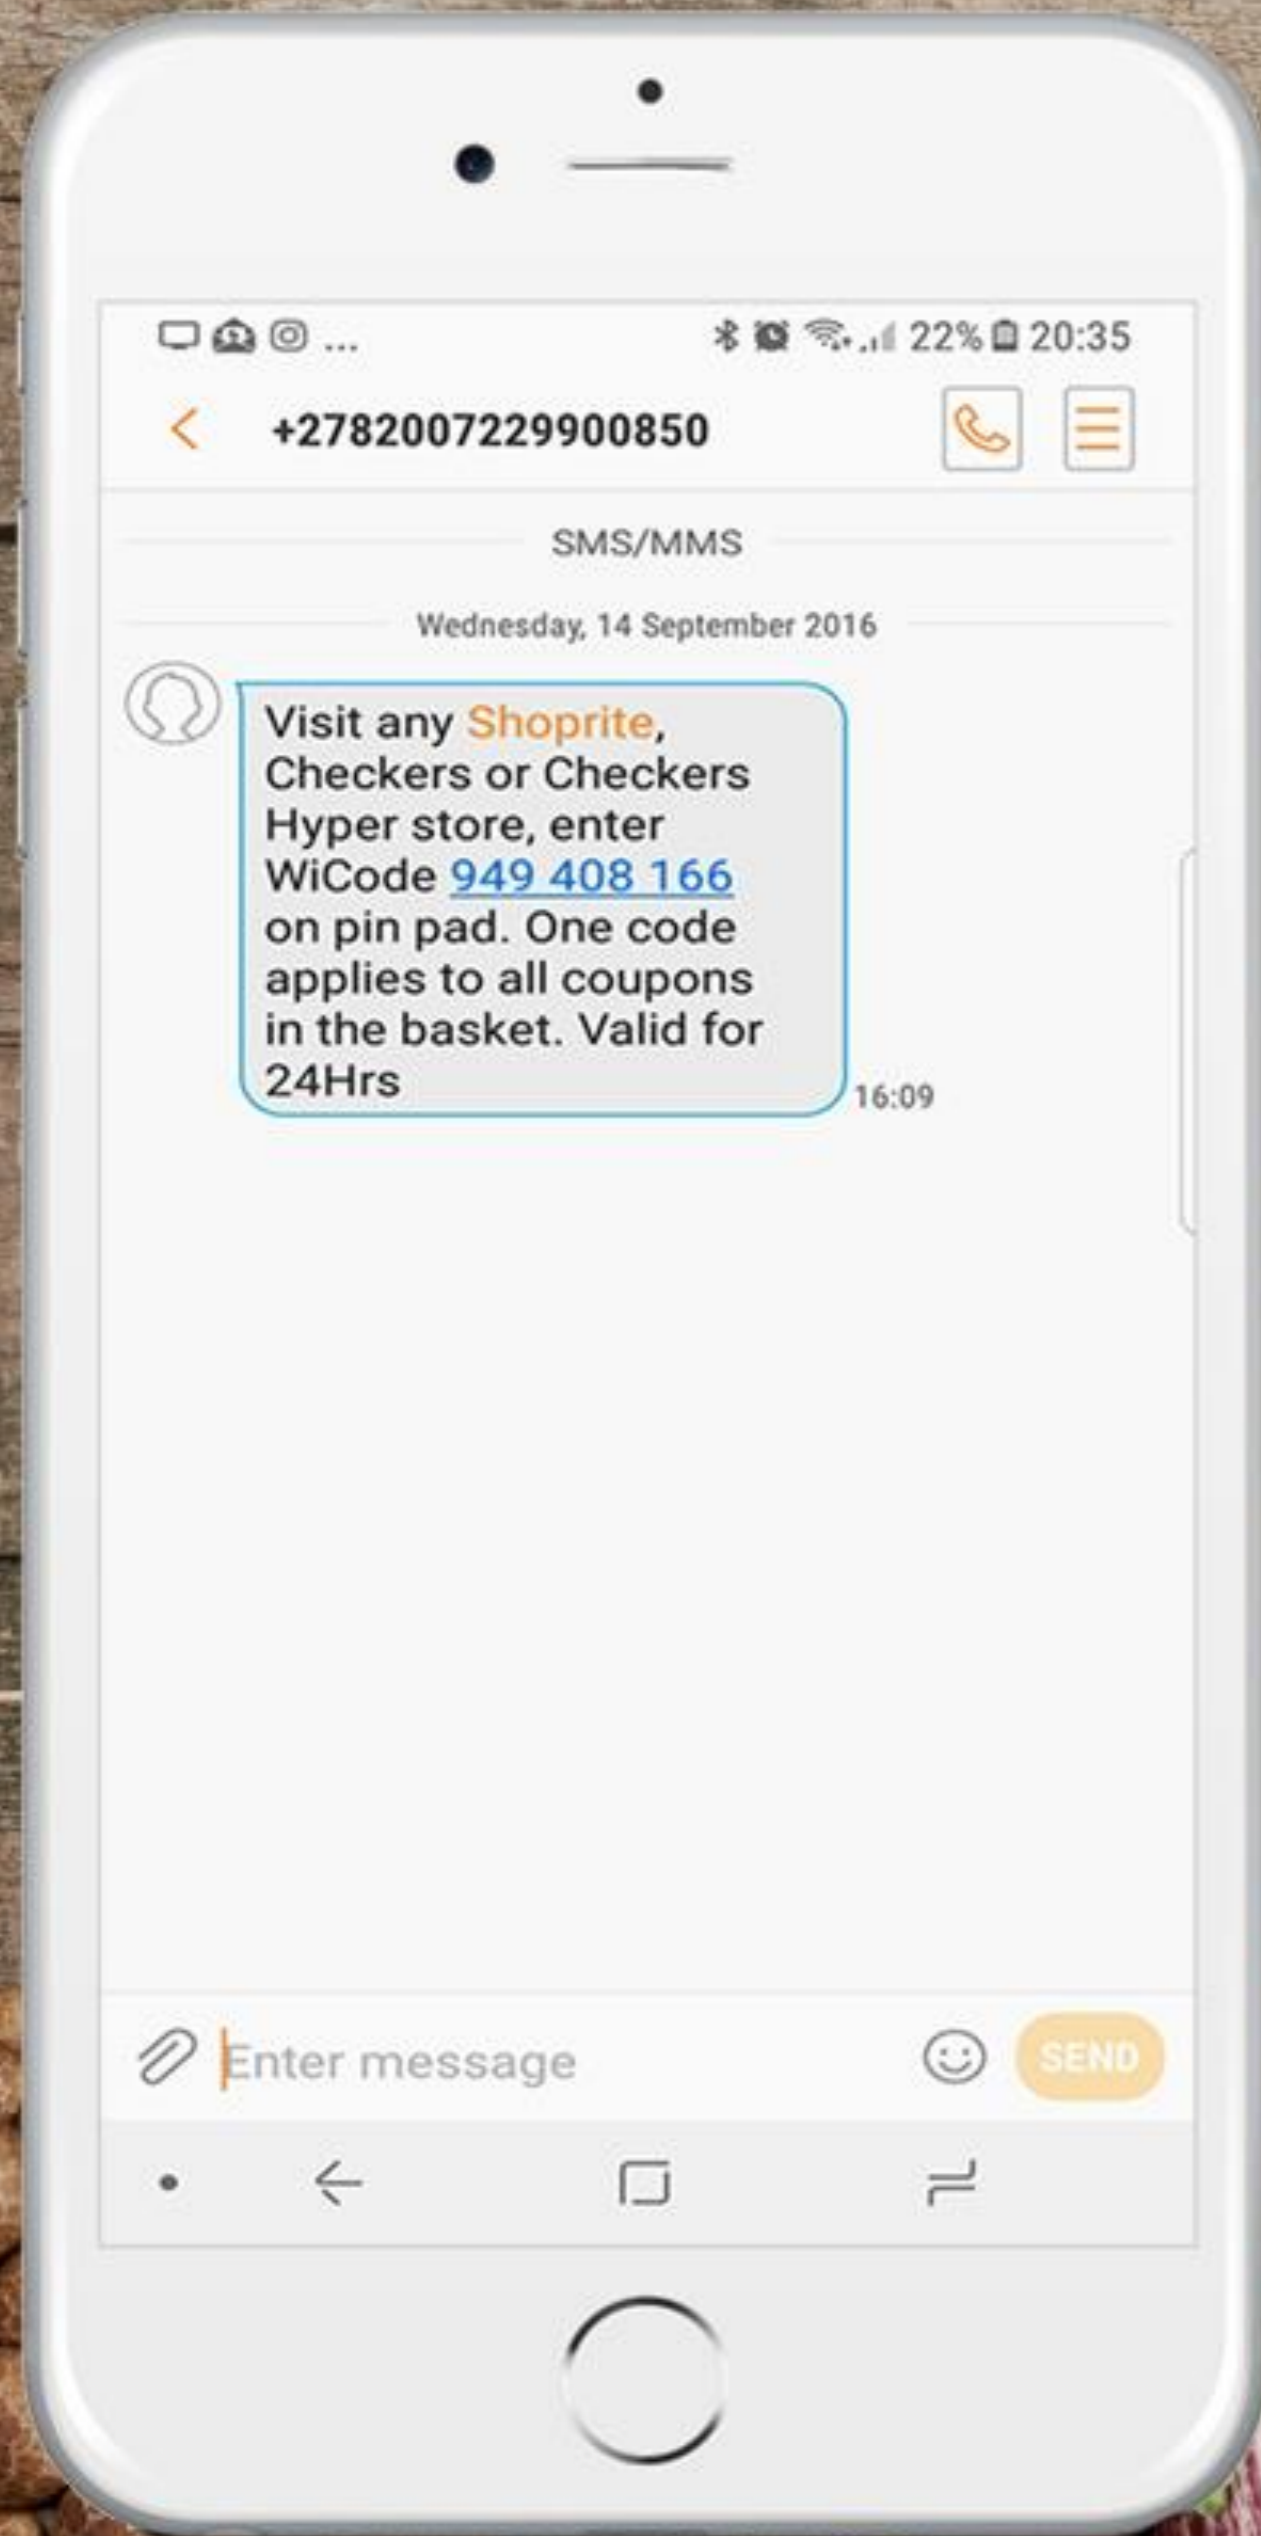 22% 20:35
+2782007229900850
SMS/MMS
Wednesday, 14 September 2016
Visit any Shoprite,
Checkers or Checkers
Hyper store, enter
WiCode 949 408 166
on pin pad. One code
applies to all coupons
in the basket. Valid for
24Hrs
16:09
Enter message
SEND